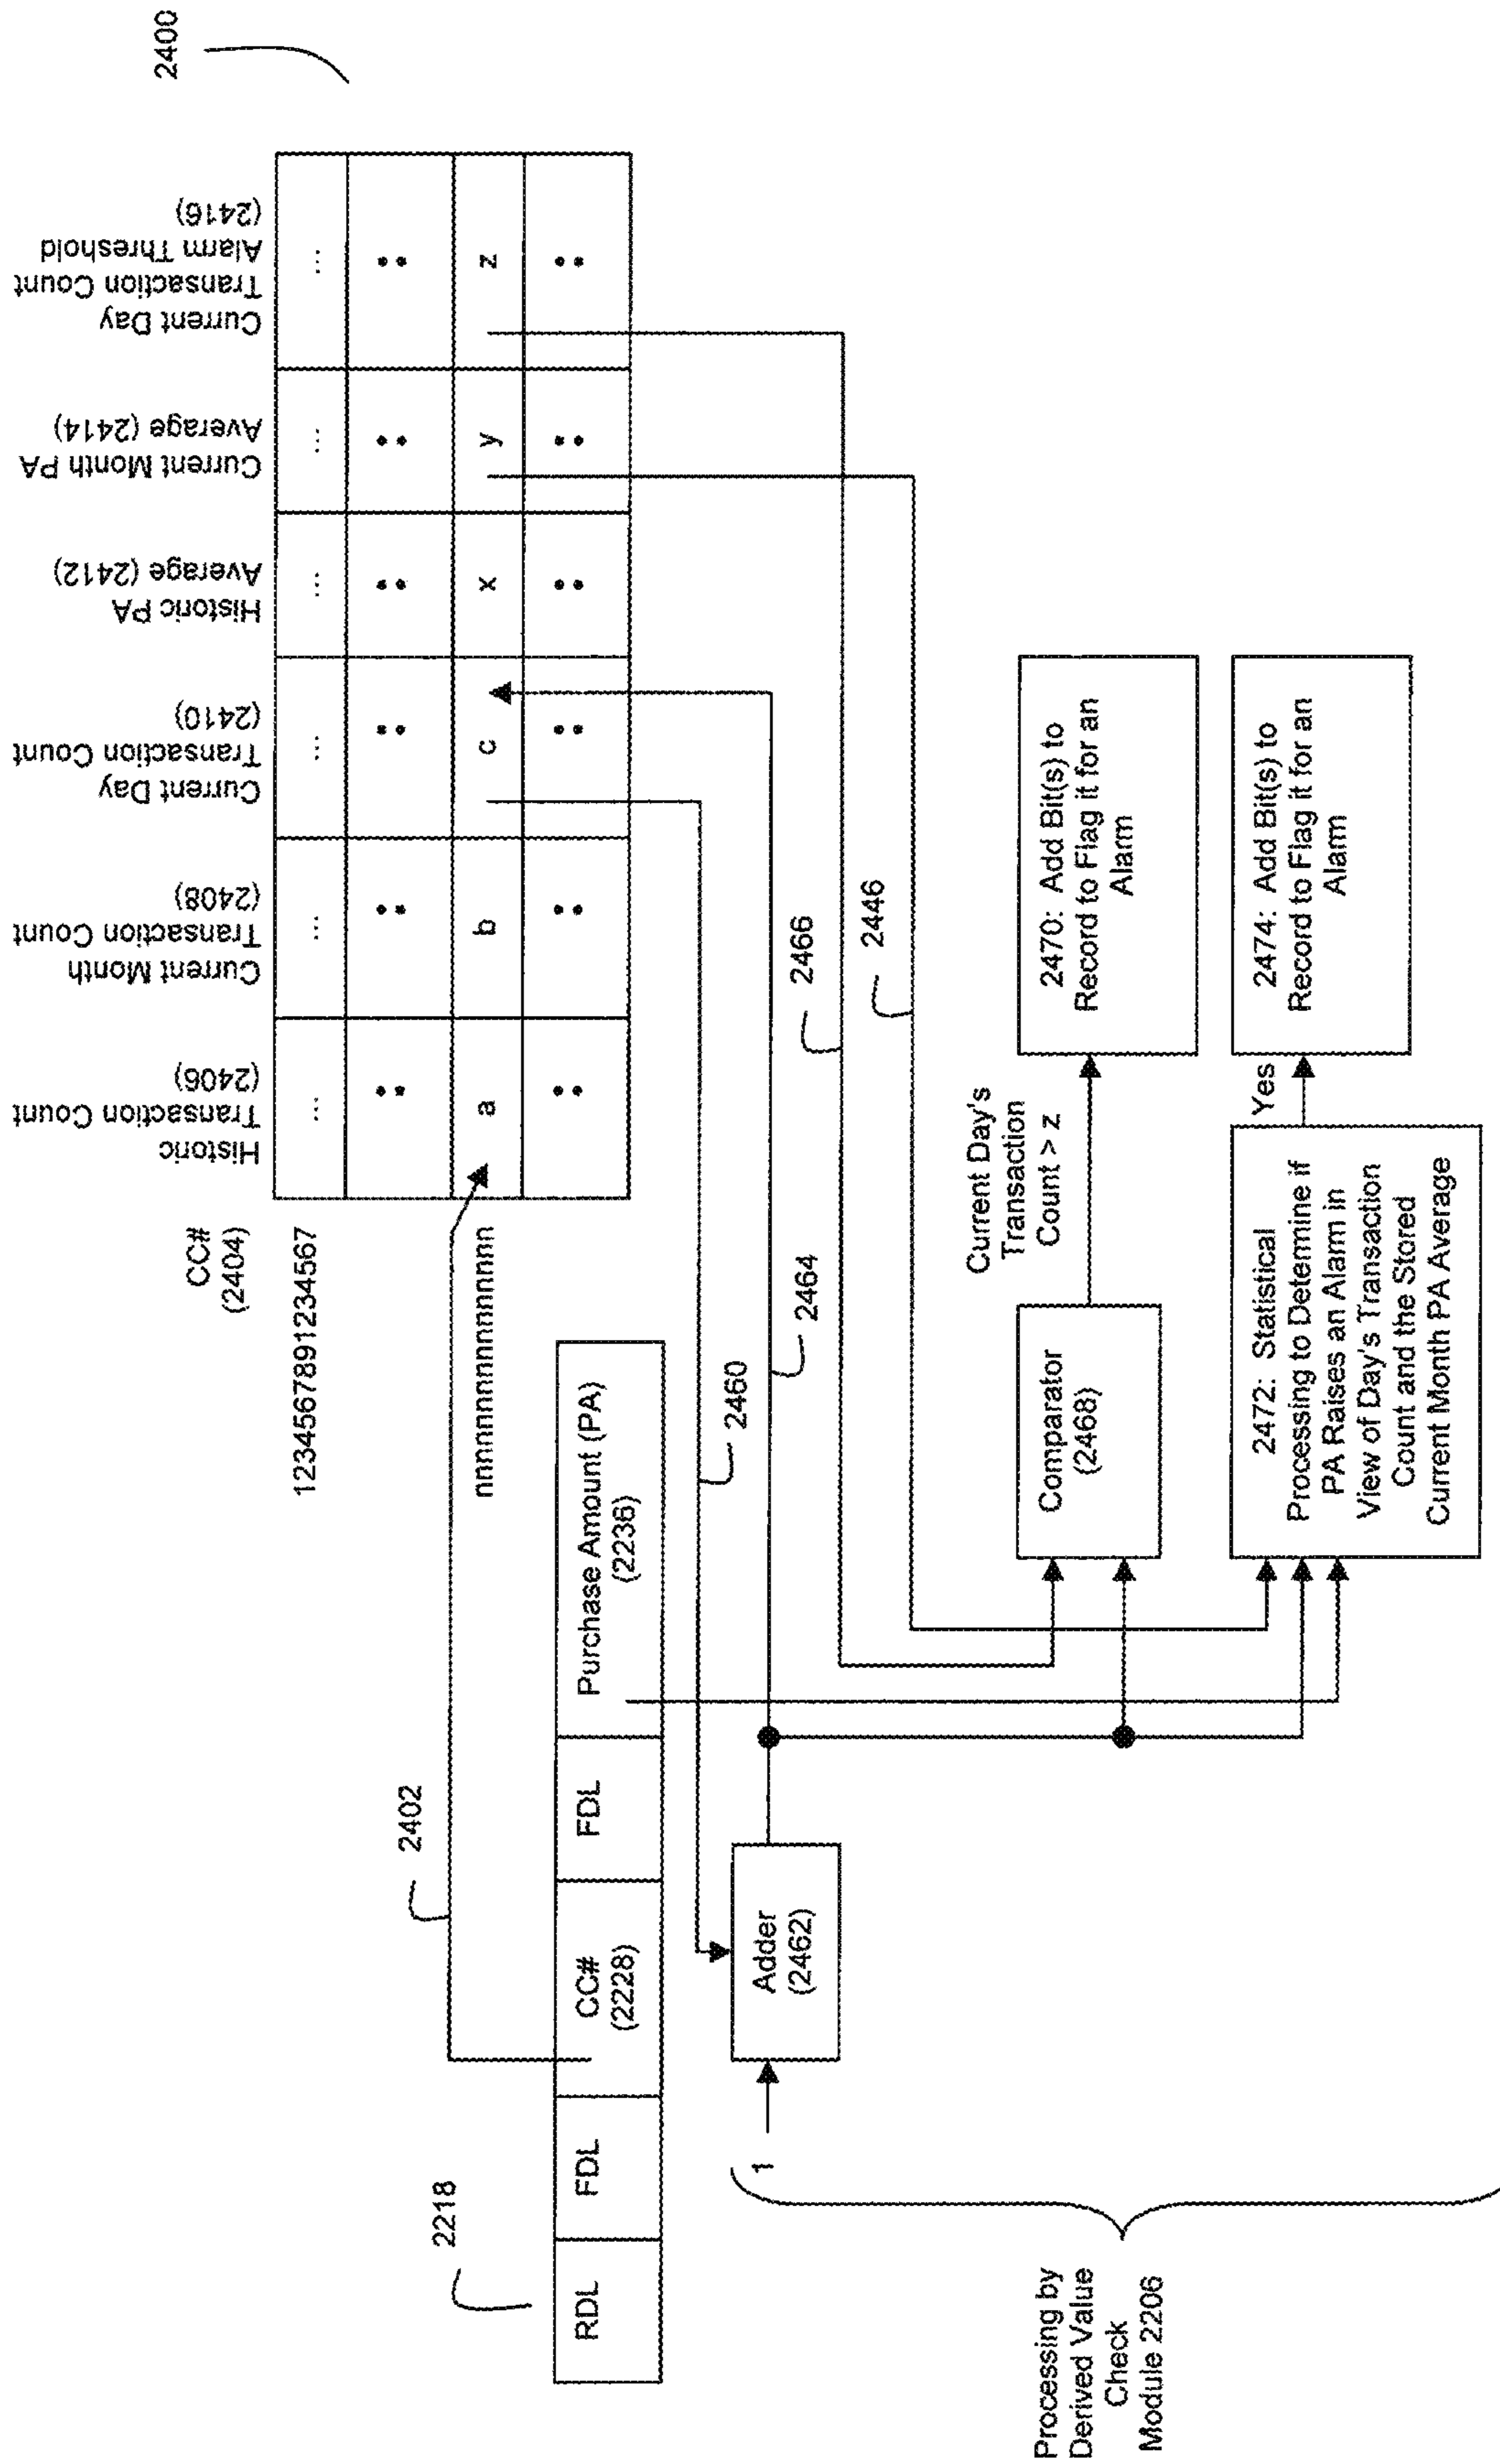 2400
CC#
(2404)
Historic
Transaction Count
(2406)
Current Month
Transaction Count
(2408)
Current Day
Transaction Count
(2410)
Historic PA
Average (2412)
Current Month PA
Average (2414)
Current Day
Transaction Count
Alarm Threshold
(2416)
1234567891234567
...
...
...
...
...
...
nnnnnnnnnnnnn
a
b
c
x
y
z
2402
2218
RDL
FDL
CC#
(2228)
FDL
Purchase Amount (PA)
(2236)
2460
2464
2466
2446
1
Adder
(2462)
Comparator
(2468)
Current Day's
Transaction
Count > z
2470: Add Bit(s) to
Record to Flag it for an
Alarm
2472: Statistical
Processing to Determine if
PA Raises an Alarm in
View of Day's Transaction
Count and the Stored
Current Month PA Average
Yes
2474: Add Bit(s) to
Record to Flag it for an
Alarm
Processing by
Derived Value
Check
Module 2206